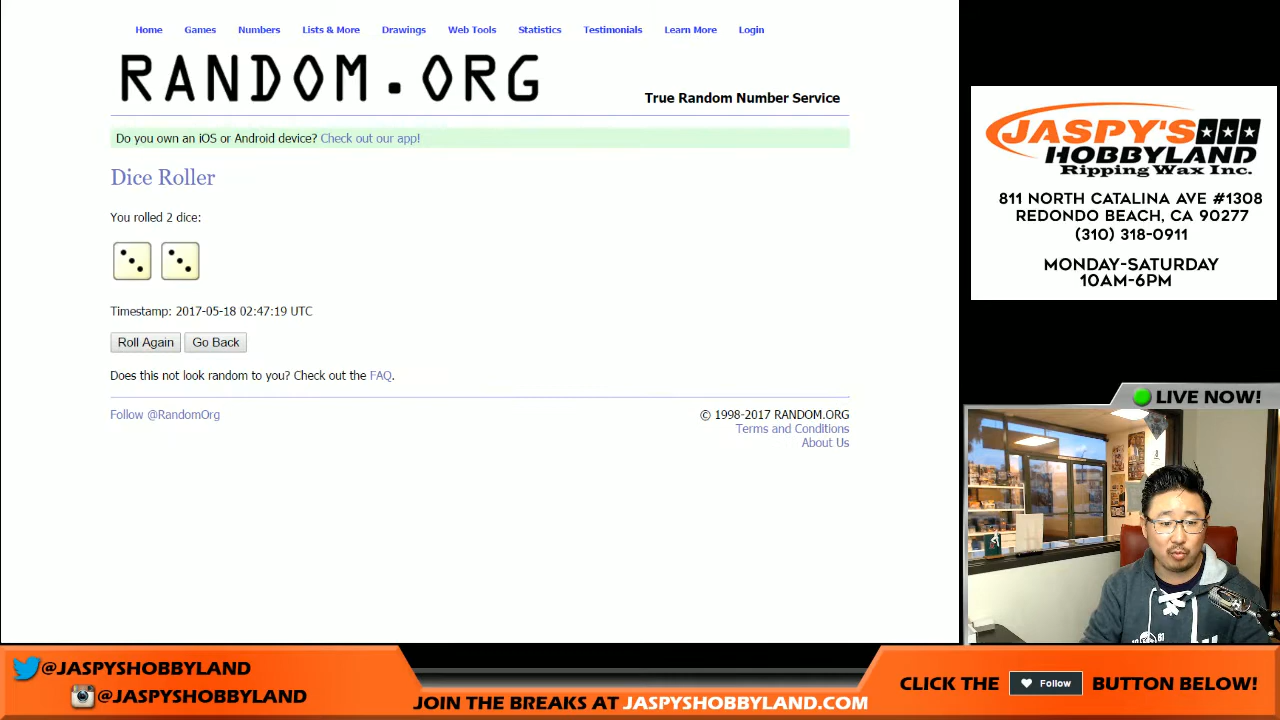 Home Games Numbers Lists & More Drawings Web Tools Statistics Testimonials Learn More Login
RANDOM.ORG
True Random Number Service
Do you own an iOS or Android device? Check out our app!
Dice Roller
You rolled 2 dice:
Timestamp: 2017-05-18 02:47:19 UTC
Roll Again Go Back
Does this not look random to you? Check out the FAQ.
Follow @RandomOrg
© 1998-2017 RANDOM.ORG
Terms and Conditions
About Us
JASPY'S
HOBBYLAND
Ripping Wax Inc.
811 NORTH CATALINA AVE #1308
REDONDO BEACH, CA 90277
(310) 318-0911
MONDAY-SATURDAY
10AM-6PM
LIVE NOW!
@JASPYSHOBBYLAND
@JASPYSHOBBYLAND
JOIN THE BREAKS AT JASPYSHOBBYLAND.COM
CLICK THE Follow BUTTON BELOW!